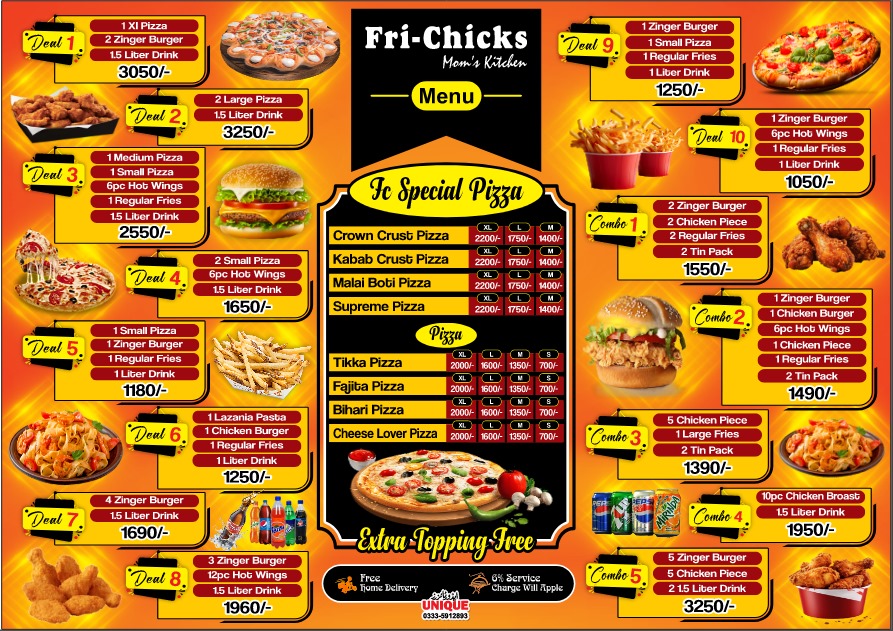 Deal 1
1 Xl Pizza
2 Zinger Burger
1.5 Liter Drink
3050/-
Deal 2
2 Large Pizza
1.5 Liter Drink
3250/-
Deal 3
1 Medium Pizza
1 Small Pizza
6pc Hot Wings
1 Regular Fries
1.5 Liter Drink
2550/-
Deal 4
2 Small Pizza
6pc Hot Wings
1.5 Liter Drink
1650/-
Deal 5
1 Small Pizza
1 Zinger Burger
1 Regular Fries
1 Liter Drink
1180/-
Deal 6
1 Lazania Pasta
1 Chicken Burger
1 Regular Fries
1 Liter Drink
1250/-
Deal 7
4 Zinger Burger
1.5 Liter Drink
1690/-
Deal 8
3 Zinger Burger
12pc Hot Wings
1.5 Liter Drink
1960/-
Fri-Chicks
Mom's Kitchen
Menu
Fc Special Pizza
XL L M
Crown Crust Pizza 2200/- 1750/- 1400/-
XL L M
Kabab Crust Pizza 2200/- 1750/- 1400/-
XL L M
Malai Boti Pizza 2200/- 1750/- 1400/-
XL L M
Supreme Pizza 2200/- 1750/- 1400/-
Pizza
XL L M S
Tikka Pizza 2000/- 1600/- 1350/- 700/-
XL L M S
Fajita Pizza 2000/- 1600/- 1350/- 700/-
XL L M S
Bihari Pizza 2000/- 1600/- 1350/- 700/-
XL L M S
Cheese Lover Pizza 2000/- 1600/- 1350/- 700/-
Extra Topping Free
Free
Home Delivery
6% Service
Charge Will Apple
UNIQUE
0333-5912893
Deal 9
1 Zinger Burger
1 Small Pizza
1 Regular Fries
1 Liter Drink
1250/-
Deal 10
1 Zinger Burger
6pc Hot Wings
1 Regular Fries
1 Liter Drink
1050/-
Combo 1
2 Zinger Burger
2 Chicken Piece
2 Regular Fries
2 Tin Pack
1550/-
Combo 2
1 Zinger Burger
1 Chicken Burger
6pc Hot Wings
1 Chicken Piece
1 Regular Fries
2 Tin Pack
1490/-
Combo 3
5 Chicken Piece
1 Large Fries
2 Tin Pack
1390/-
Combo 4
10pc Chicken Broast
1.5 Liter Drink
1950/-
Combo 5
5 Zinger Burger
5 Chicken Piece
2 1.5 Liter Drink
3250/-